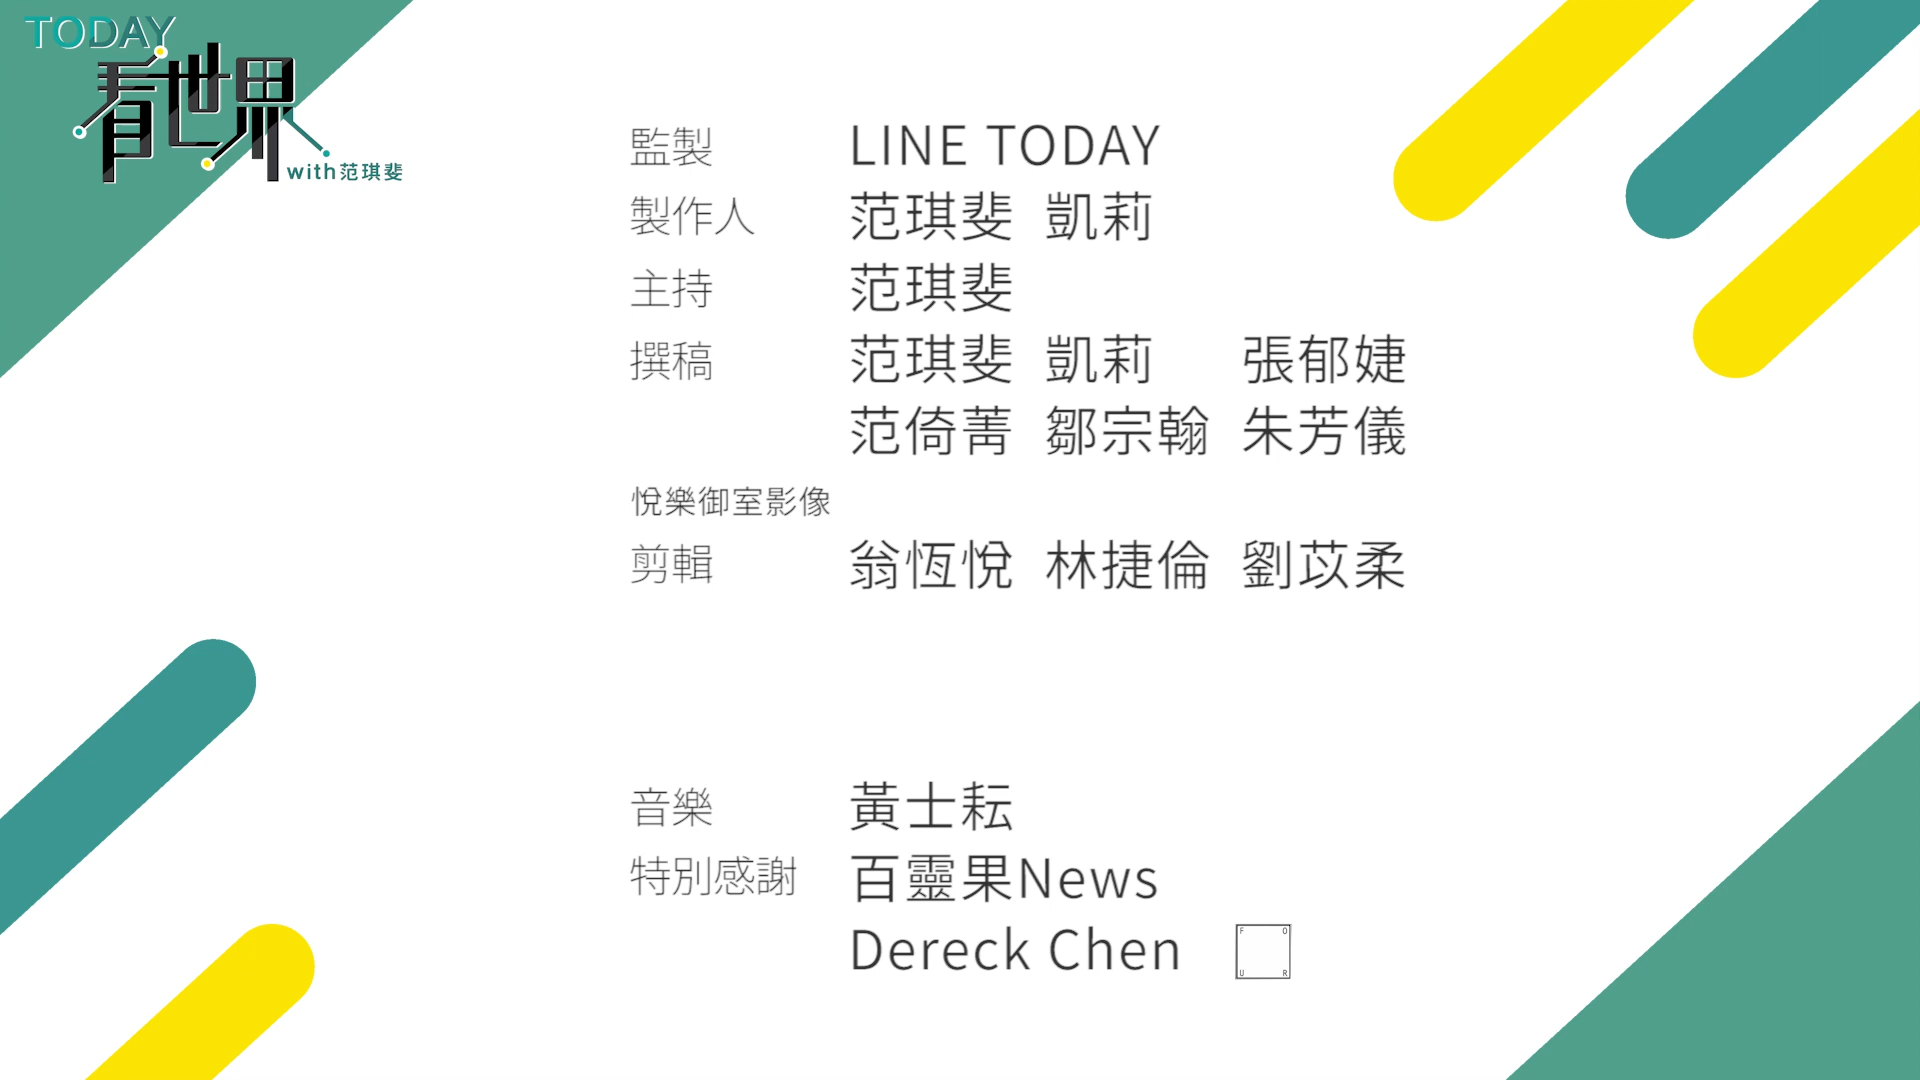 TODAY
看世界
with范琪斐
監製 LINE TODAY
製作人 范琪斐 凱莉
主持 范琪斐
撰稿 范琪斐 凱莉 張郁婕
范倚菁 鄒宗翰 朱芳儀
悅樂御室影像
剪輯 翁恆悅 林捷倫 劉苡柔
音樂 黃士耘
特別感謝 百靈果News
Dereck Chen
F O
U R